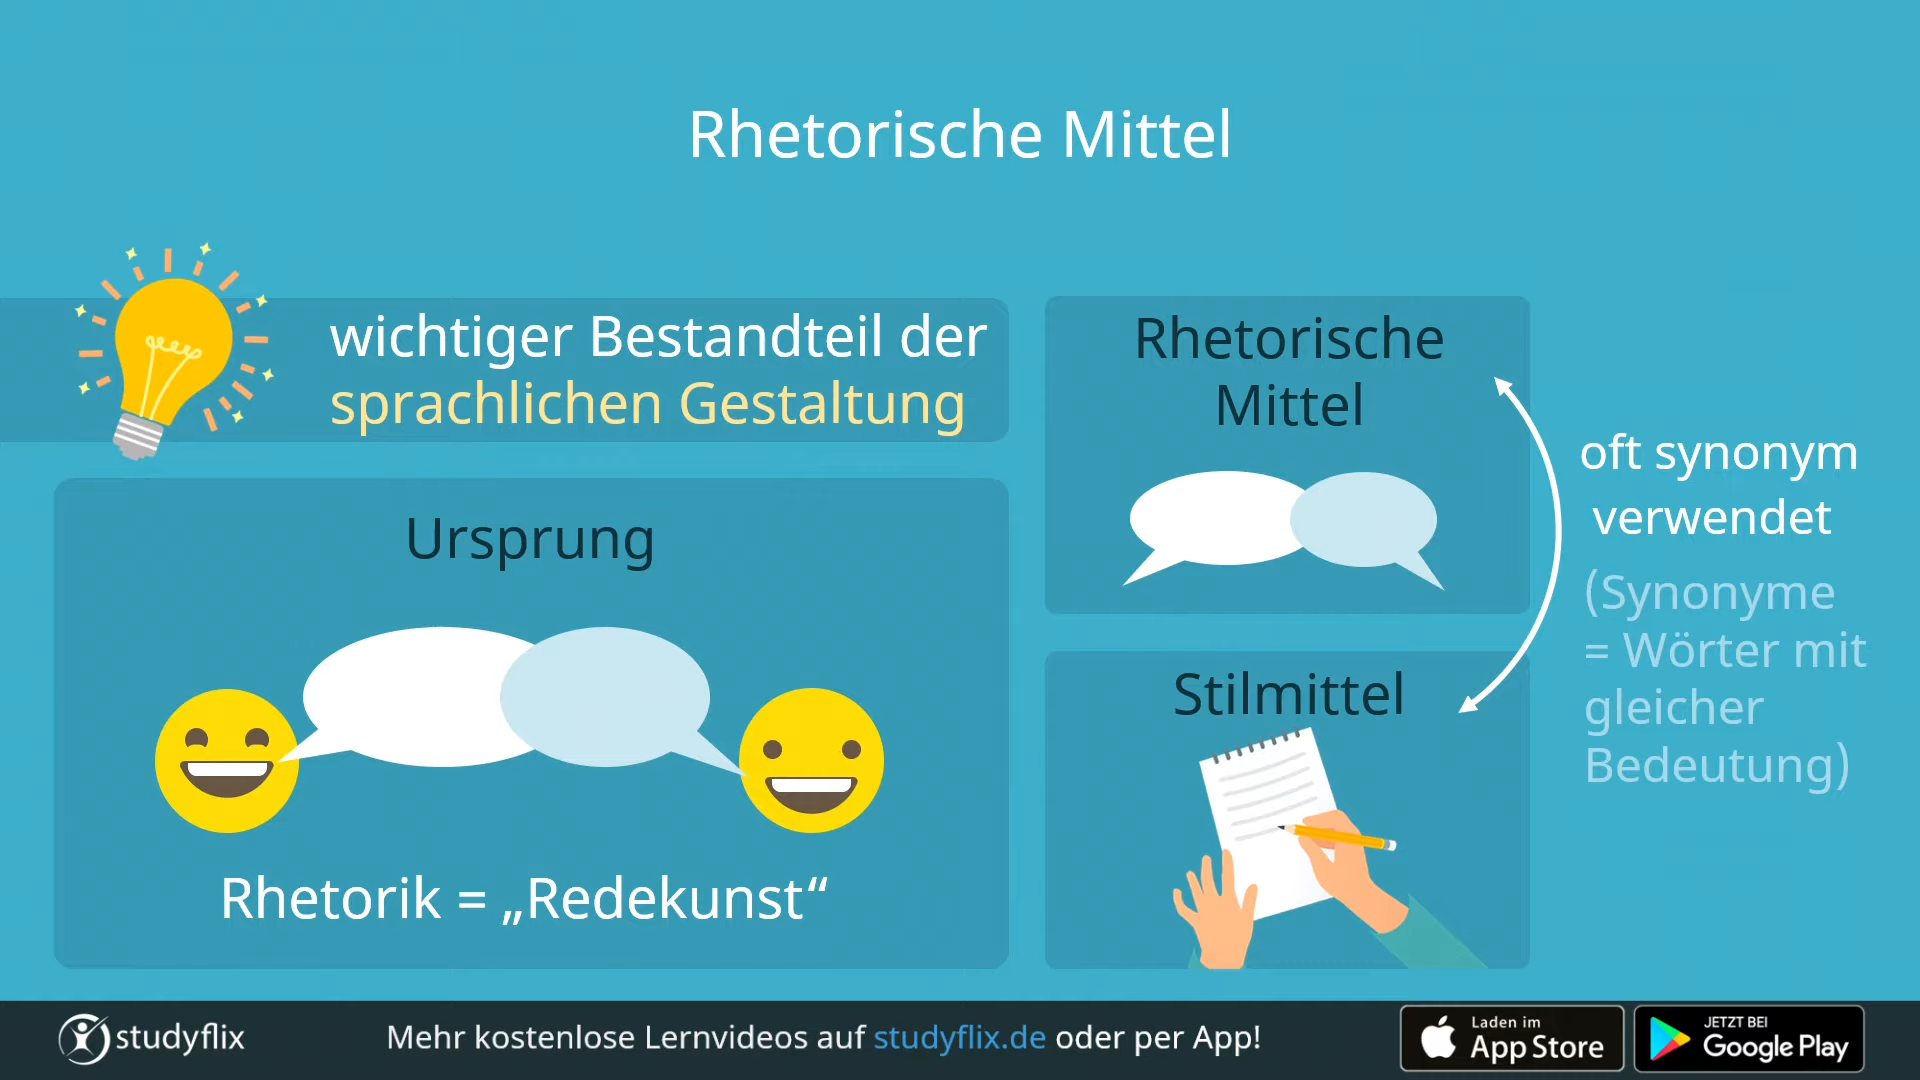 Rhetorische Mittel
wichtiger Bestandteil der
sprachlichen Gestaltung
Ursprung
Rhetorik = „Redekunst“
Rhetorische
Mittel
Stilmittel
oft synonym
verwendet
(Synonyme
= Wörter mit
gleicher
Bedeutung)
studyflix
Mehr kostenlose Lernvideos auf studyflix.de oder per App!
Laden im
App Store
JETZT BEI
Google Play